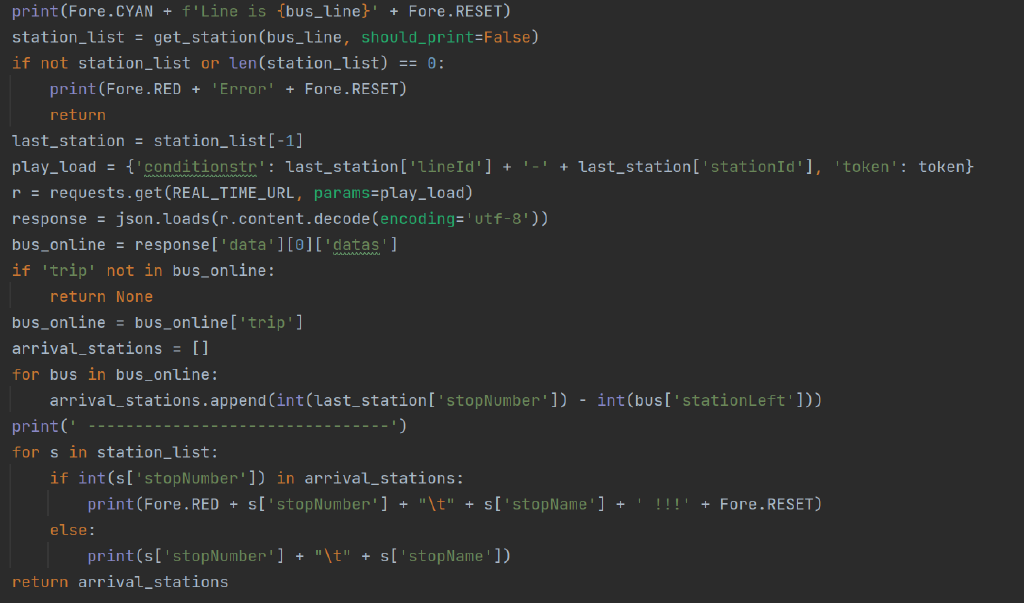 print(Fore.CYAN + f'Line is {bus_line}' + Fore.RESET)
station_list = get_station(bus_line, should_print=False)
if not station_list or len(station_list) == 0:
    print(Fore.RED + 'Error' + Fore.RESET)
    return
last_station = station_list[-1]
play_load = {'conditionstr': last_station['lineId'] + '-' + last_station['stationId'], 'token': token}
r = requests.get(REAL_TIME_URL, params=play_load)
response = json.loads(r.content.decode(encoding='utf-8'))
bus_online = response['data'][0]['datas']
if 'trip' not in bus_online:
    return None
bus_online = bus_online['trip']
arrival_stations = []
for bus in bus_online:
    arrival_stations.append(int(last_station['stopNumber']) - int(bus['stationLeft']))
print(' --------------------------------')
for s in station_list:
    if int(s['stopNumber']) in arrival_stations:
        print(Fore.RED + s['stopNumber'] + "\t" + s['stopName'] + ' !!!' + Fore.RESET)
    else:
        print(s['stopNumber'] + "\t" + s['stopName'])
return arrival_stations